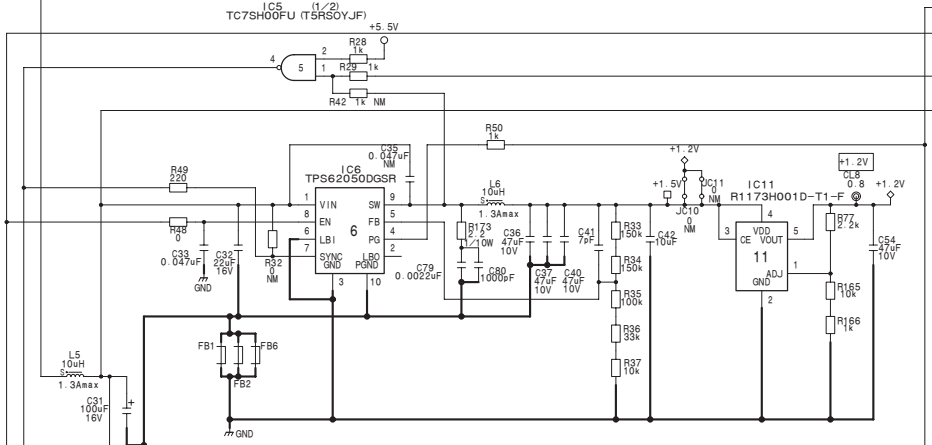 IC5 (1/2)
TC7SH00FU (T5RSOYJF)
+5.5V
R28
1k
2
4
5
1
R29
1k
R42 1k NM
R50
1k
C35
0.047uF
NM
IC6
TPS62050DGSR
R49
220
L6
10uH
1.3Amax
+1.2V
+1.5V
JC11
0
NM
JC10
0
NM
IC11
R1173H001D-T1-F
+1.2V
CL8
0.8
+1.2V
1 VIN SW 9
8 EN FB 5
6 LBI 6 PG 4
7 SYNC LBO 2
GND PGND
3 10
R48
0
C33
0.047uF
GND
C32
22uF
16V
R32
0
NM
R173
2.2
1/10W
C79
0.0022uF
C80
1000pF
C36
47uF
10V
C37
47uF
10V
C40
47uF
10V
C41
7pF
R33
150k
R34
150k
R35
100k
R36
33k
R37
10k
C42
10uF
4
3 CE VDD VOUT 5
11 ADJ 1
GND
2
R77
2.2k
R165
10k
R166
1k
C54
47uF
10V
FB1
FB6
FB2
L5
10uH
S
1.3Amax
C31
100uF
16V
+
GND